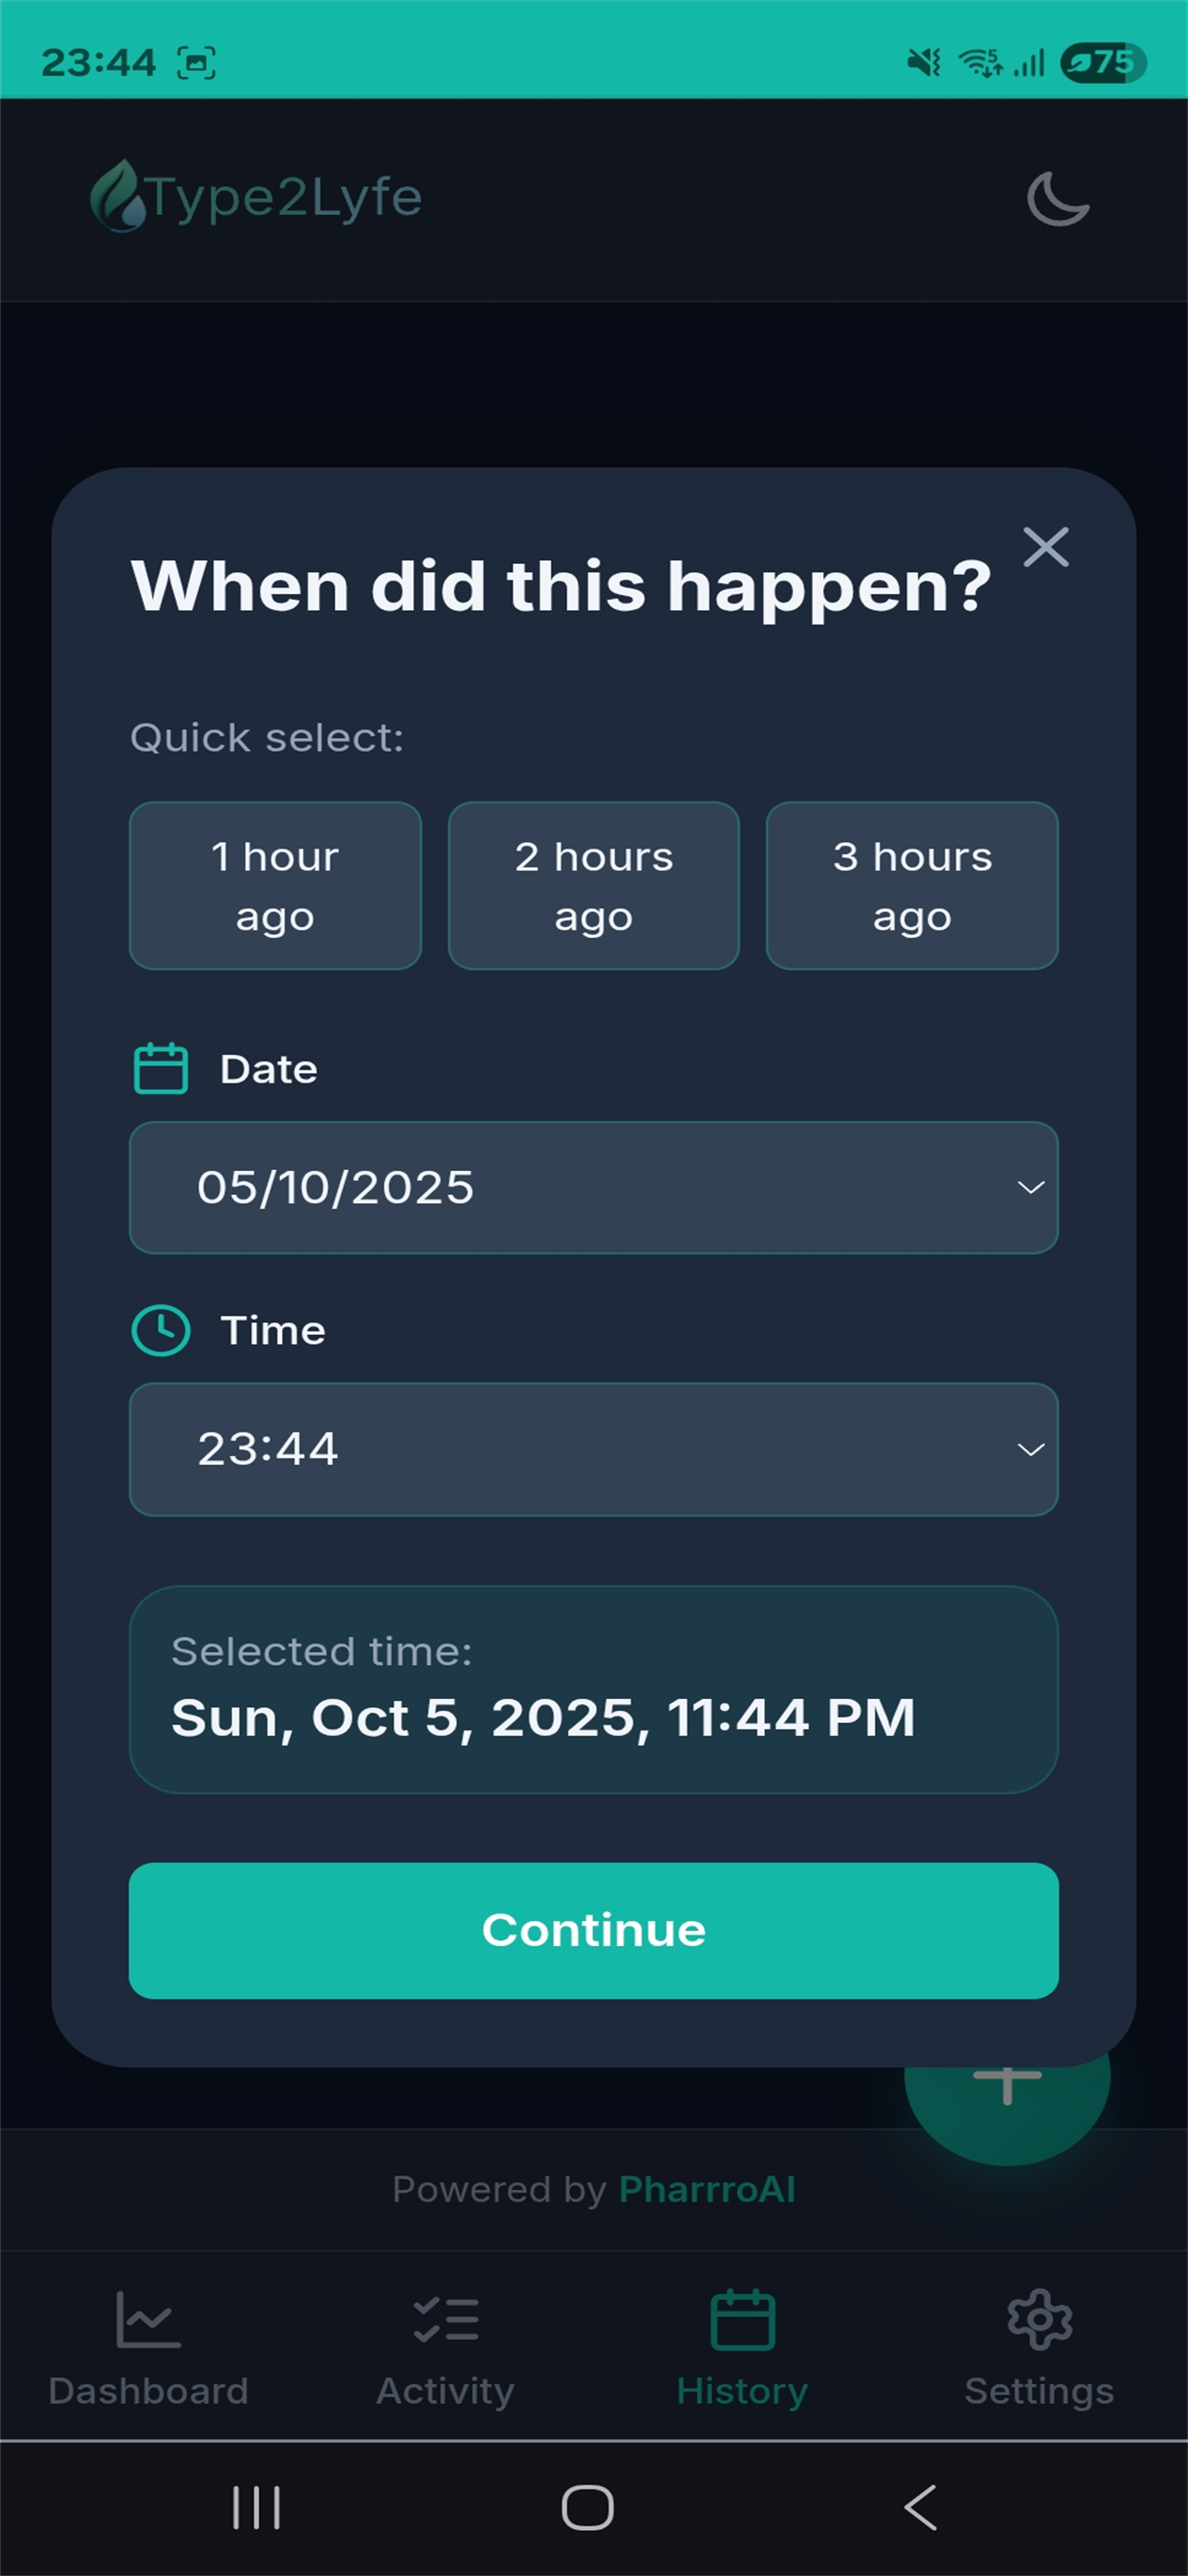 23:44
5
75
Type2Lyfe
When did this happen?
Quick select:
1 hour
ago
2 hours
ago
3 hours
ago
Date
05/10/2025
Time
23:44
Selected time:
Sun, Oct 5, 2025, 11:44 PM
Continue
Powered by PharrroAI
Dashboard
Activity
History
Settings